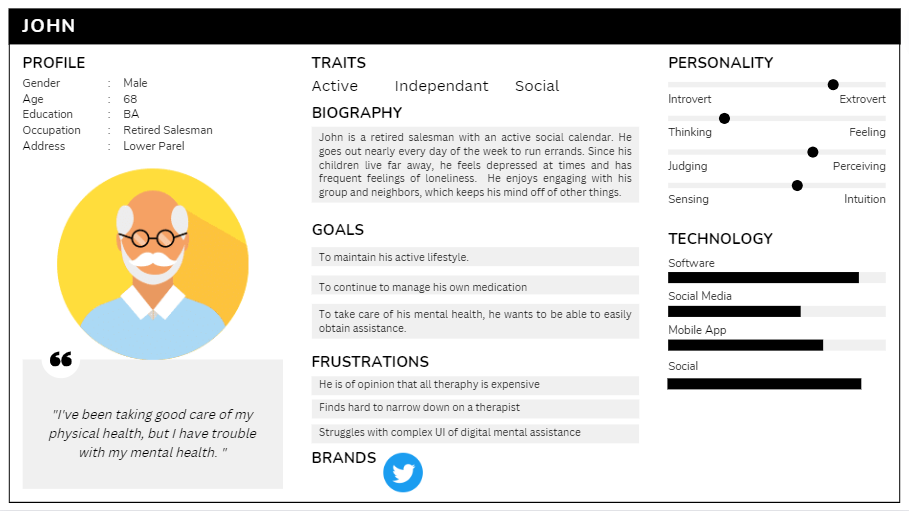 JOHN
PROFILE
Gender : Male
Age : 68
Education : BA
Occupation : Retired Salesman
Address : Lower Parel
"I've been taking good care of my
physical health, but I have trouble
with my mental health. "
TRAITS
Active Independant Social
BIOGRAPHY
John is a retired salesman with an active social calendar. He
goes out nearly every day of the week to run errands. Since his
children live far away, he feels depressed at times and has
frequent feelings of loneliness. He enjoys engaging with his
group and neighbors, which keeps his mind off of other things.
GOALS
To maintain his active lifestyle.
To continue to manage his own medication
To take care of his mental health, he wants to be able to easily
obtain assistance.
FRUSTRATIONS
He is of opinion that all theraphy is expensive
Finds hard to narrow down on a therapist
Struggles with complex UI of digital mental assistance
BRANDS
PERSONALITY
Introvert Extrovert
Thinking Feeling
Judging Perceiving
Sensing Intuition
TECHNOLOGY
Software
Social Media
Mobile App
Social